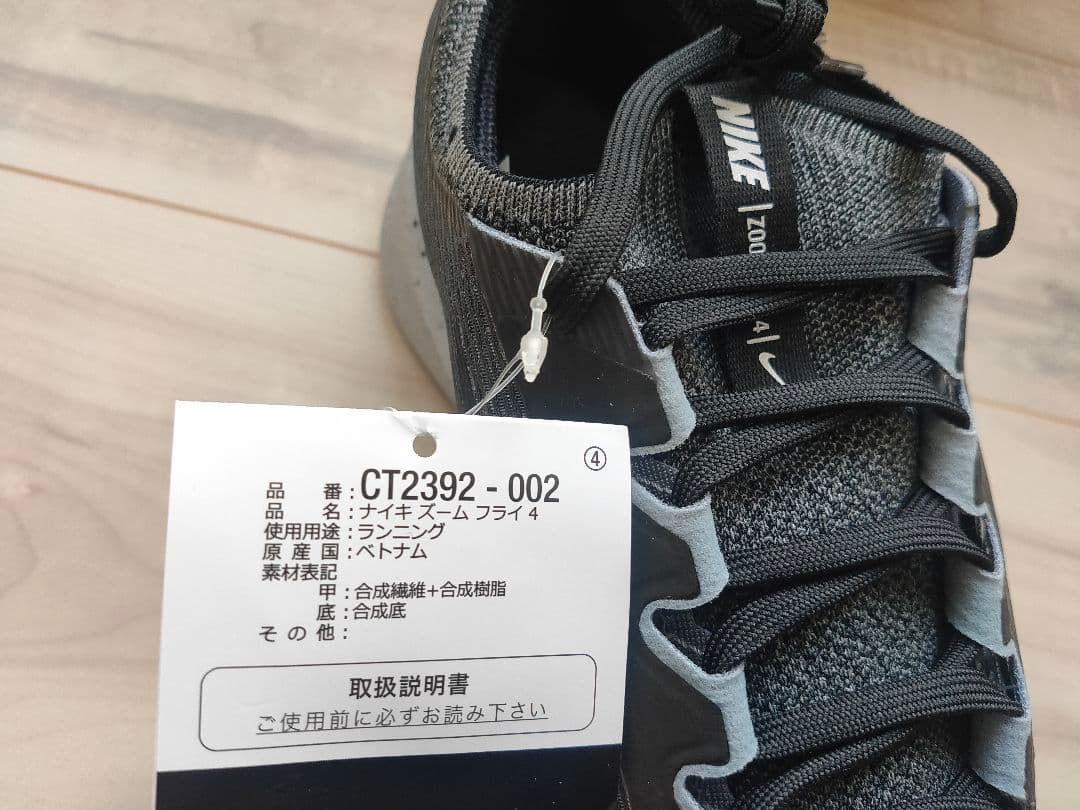 NIKE
ZOO
4
④
品 番:CT2392-002
品 名:ナイキ ズーム フライ 4
使用用途:ランニング
原産国:ベトナム
素材表記
甲:合成繊維+合成樹脂
底:合成底
その他:
取扱説明書
ご使用前に必ずお読み下さい